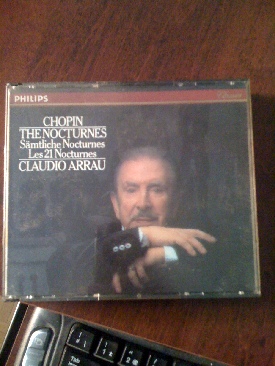 PHILIPS
CHOPIN
THE NOCTURNES
Sämtliche Nocturnes
Les 21 Nocturnes
CLAUDIO ARRAU